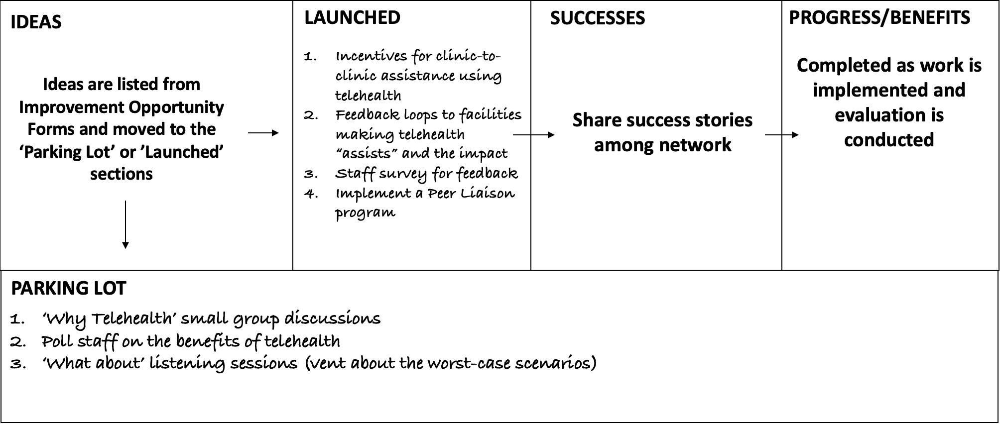 IDEAS
Ideas are listed from
Improvement Opportunity
Forms and moved to the
‘Parking Lot’ or ’Launched’
sections
LAUNCHED
1. Incentives for clinic-to-
clinic assistance using
telehealth
2. Feedback loops to facilities
making telehealth
“assists” and the impact
3. Staff survey for feedback
4. Implement a Peer Liaison
program
SUCCESSES
Share success stories
among network
PROGRESS/BENEFITS
Completed as work is
implemented and
evaluation is
conducted
PARKING LOT
1. ‘Why Telehealth’ small group discussions
2. Poll staff on the benefits of telehealth
3. ‘What about’ listening sessions (vent about the worst-case scenarios)